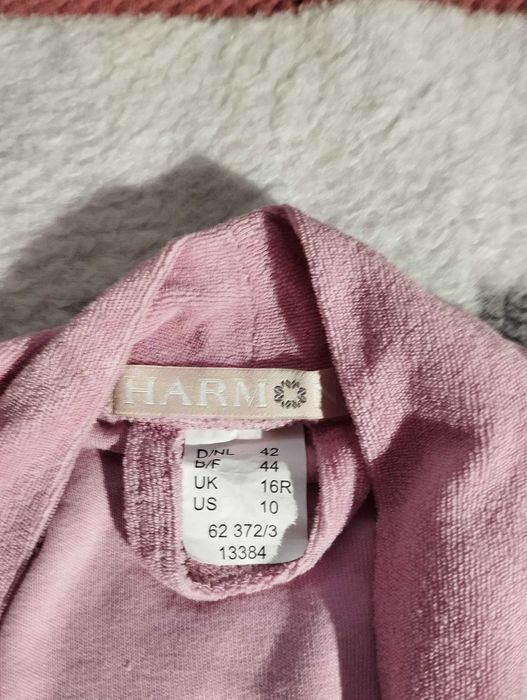 HARM
D/NL 42
B/F 44
UK 16R
US 10
62 372/3
13384